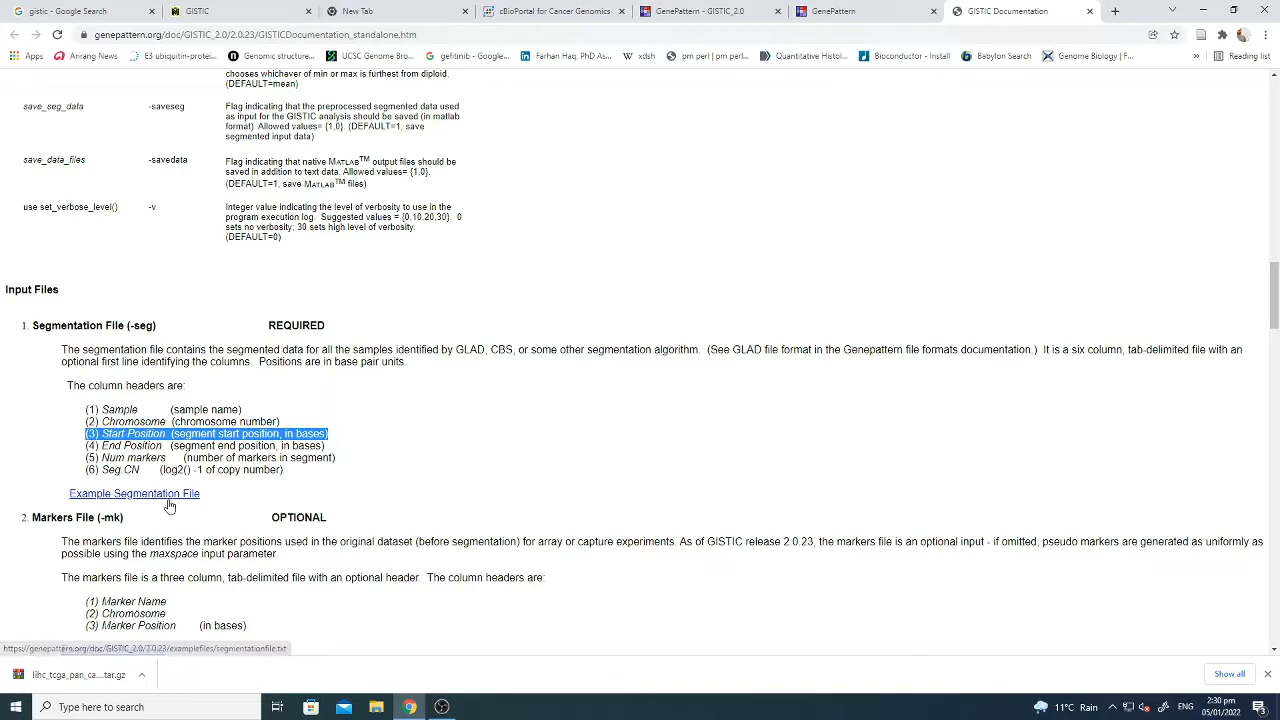 gistic - Google Search
GISTIC
New Tab
cBioPortal for Cancer Genomics
GenePattern - GISTIC_2.0
GenePattern
GISTIC Documentation
genepattern.org/doc/GISTIC_2.0/2.0.23/GISTICDocumentation_standalone.htm
Apps
Arirang News
E3 ubiquitin-protei...
Genomic structure...
UCSC Genome Bro...
gefitinib - Google...
Farhan Haq, PhD As...
xdsh
pm perl | pm perl...
Quantitative Histol...
Bioconductor - Install
Babylon Search
Genome Biology | F...
»
Reading list
chooses whichever of min or max is furthest from diploid.
(DEFAULT=mean)
save_seg_data -saveseg Flag indicating that the preprocessed segmented data used
as input for the GISTIC analysis should be saved (in matlab
format). Allowed values= {1,0}. (DEFAULT=1, save
segmented input data)
save_data_files -savedata Flag indicating that native MATLAB™ output files should be
saved in addition to text data. Allowed values= {1,0}.
(DEFAULT=1, save MATLAB™ files)
use set_verbose_level() -v Integer value indicating the level of verbosity to use in the
program execution log. Suggested values = {0,10,20,30}. 0
sets no verbosity; 30 sets high level of verbosity.
(DEFAULT=0)
Input Files
1. Segmentation File (-seg) REQUIRED
The segmentation file contains the segmented data for all the samples identified by GLAD, CBS, or some other segmentation algorithm. (See GLAD file format in the Genepattern file formats documentation.) It is a six column, tab-delimited file with an
optional first line identifying the columns. Positions are in base pair units.
The column headers are:
(1) Sample (sample name)
(2) Chromosome (chromosome number)
(3) Start Position (segment start position, in bases)
(4) End Position (segment end position, in bases)
(5) Num markers (number of markers in segment)
(6) Seg.CN (log2() -1 of copy number)
Example Segmentation File
2. Markers File (-mk) OPTIONAL
The markers file identifies the marker positions used in the original dataset (before segmentation) for array or capture experiments. As of GISTIC release 2.0.23, the markers file is an optional input - if omitted, pseudo markers are generated as uniformly as
possible using the maxspace input parameter.
The markers file is a three column, tab-delimited file with an optional header. The column headers are:
(1) Marker Name
(2) Chromosome
(3) Marker Position (in bases)
https://genepattern.org/doc/GISTIC_2.0/2.0.23/examplefiles/segmentationfile.txt
lihc_tcga_pan_ca....tar.gz
Show all
Type here to search
11°C Rain
ENG
2:30 pm
05/01/2022